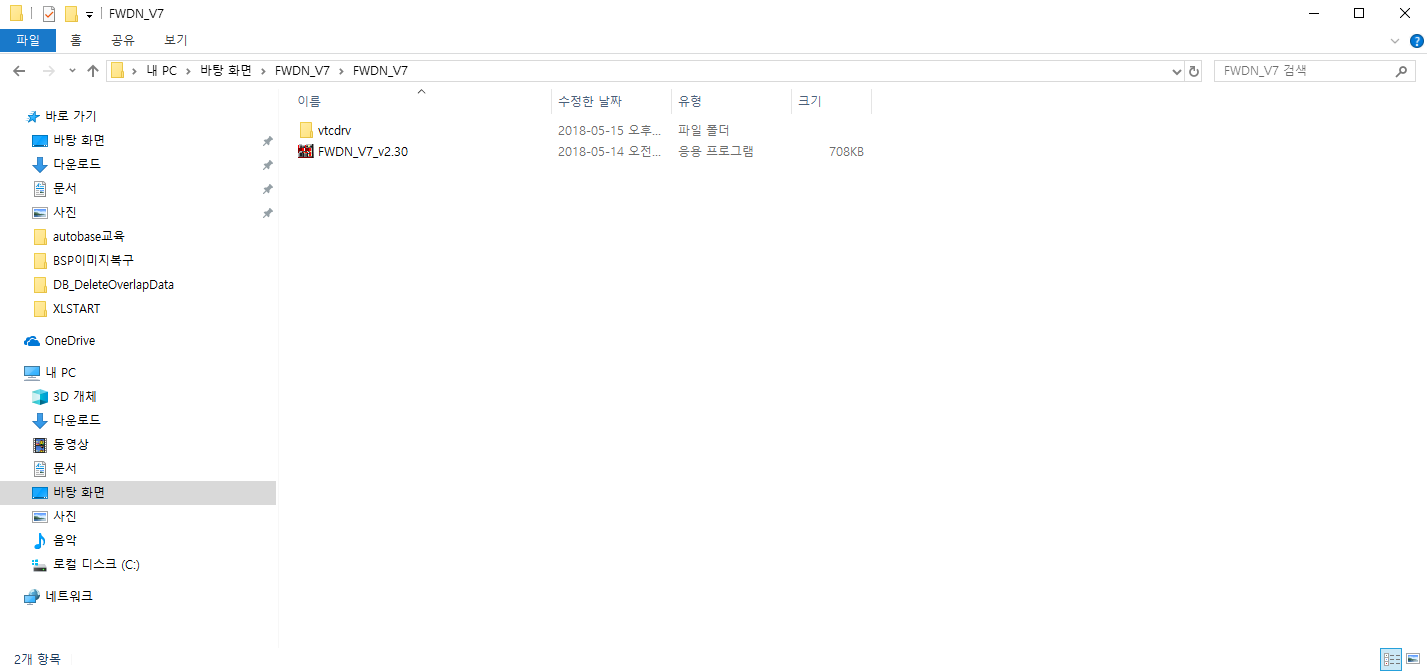 FWDN_V7
파일 홈 공유 보기
내 PC 바탕 화면 FWDN_V7 FWDN_V7
FWDN_V7 검색
이름 수정한 날짜 유형 크기
vtcdrv 2018-05-15 오후... 파일 폴더
FWDN_V7_v2.30 2018-05-14 오전... 응용 프로그램 708KB
바로 가기
바탕 화면
다운로드
문서
사진
autobase교육
BSP이미지복구
DB_DeleteOverlapData
XLSTART
OneDrive
내 PC
3D 개체
다운로드
동영상
문서
바탕 화면
사진
음악
로컬 디스크 (C:)
네트워크
2개 항목